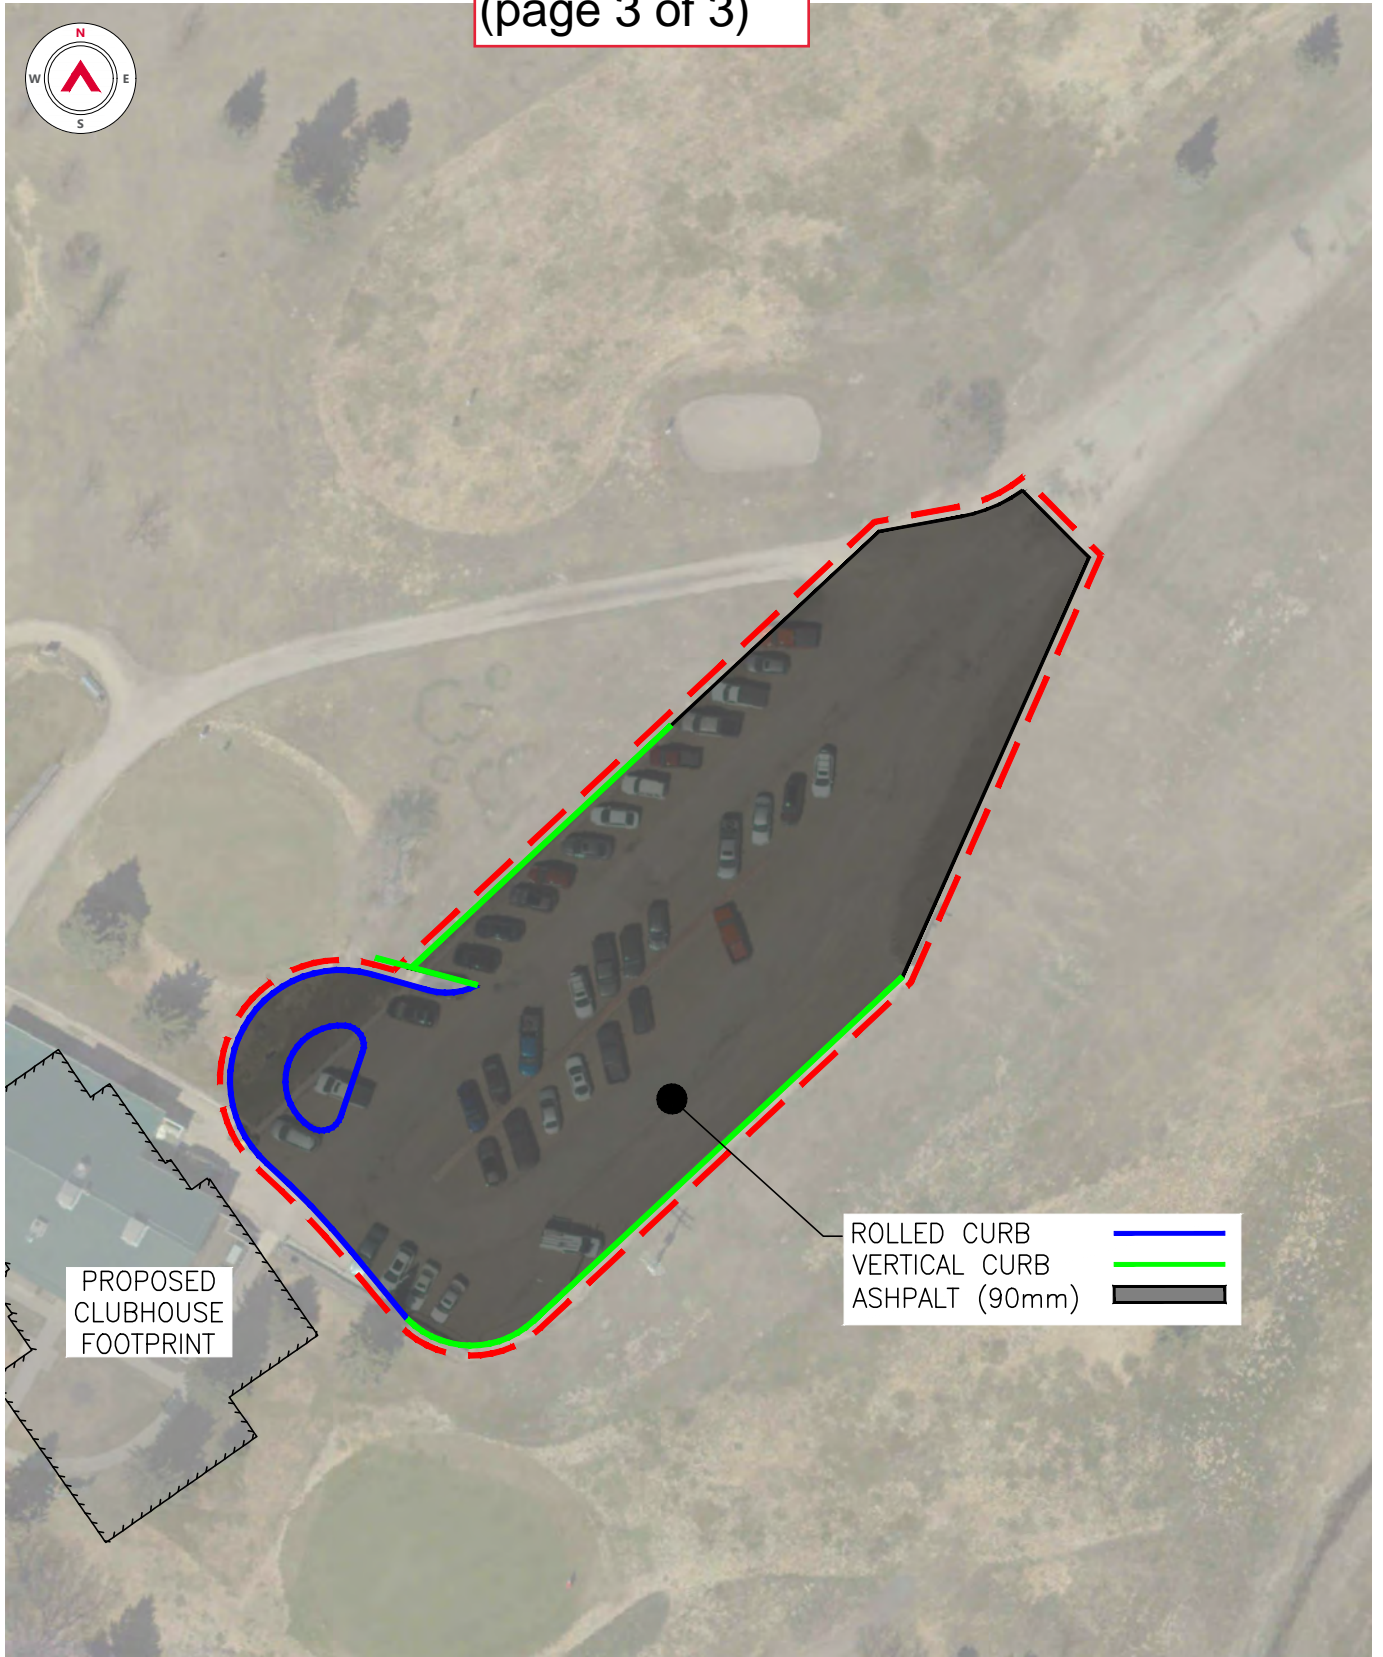 (page 3 of 3)
N
W E
S
ROLLED CURB
VERTICAL CURB
ASHPALT (90mm)
PROPOSED
CLUBHOUSE
FOOTPRINT